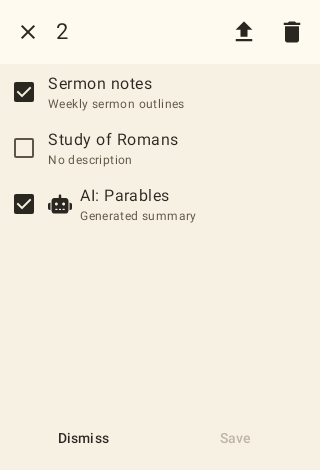 2
Sermon notes
Weekly sermon outlines
Study of Romans
No description
AI: Parables
Generated summary
Dismiss
Save